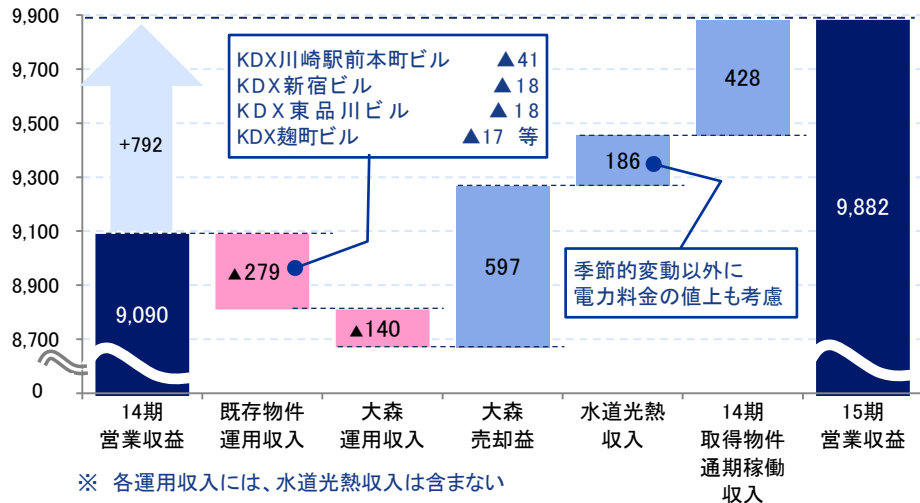 9,900
9,700
9,500
9,300
9,100
8,900
8,700
0
+792
9,090
KDX川崎駅前本町ビル ▲41
KDX新宿ビル ▲18
KDX東品川ビル ▲18
KDX麹町ビル ▲17 等
▲279
▲140
597
186
428
9,882
季節的変動以外に
電力料金の値上も考慮
14期
営業収益
既存物件
運用収入
大森
運用収入
大森
売却益
水道光熱
収入
14期
取得物件
通期稼働
収入
15期
営業収益
※ 各運用収入には、水道光熱収入は含まない